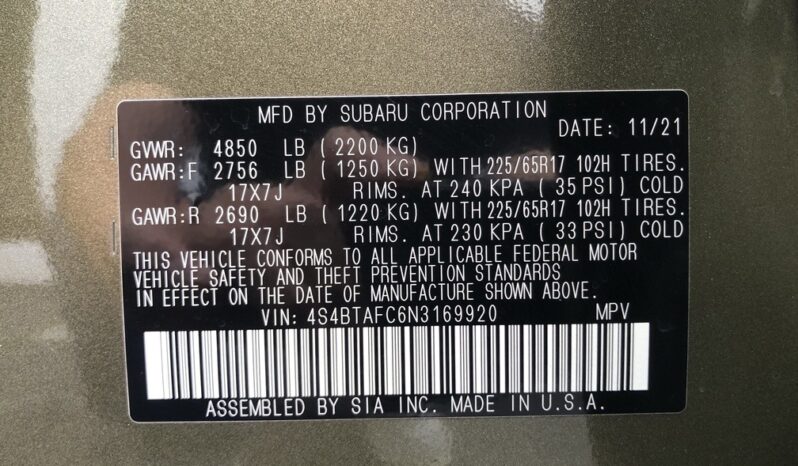 MFD BY SUBARU CORPORATION
DATE: 11/21
GVWR: 4850 LB (2200 KG)
GAWR:F 2756 LB (1250 KG) WITH 225/65R17 102H TIRES.
17X7J RIMS. AT 240 KPA (35 PSI) COLD
GAWR:R 2690 LB (1220 KG) WITH 225/65R17 102H TIRES.
17X7J RIMS. AT 230 KPA (33 PSI) COLD
THIS VEHICLE CONFORMS TO ALL APPLICABLE FEDERAL MOTOR
VEHICLE SAFETY AND THEFT PREVENTION STANDARDS
IN EFFECT ON THE DATE OF MANUFACTURE SHOWN ABOVE.
VIN: 4S4BTAFC6N3169920 MPV
ASSEMBLED BY SIA INC. MADE IN U.S.A.